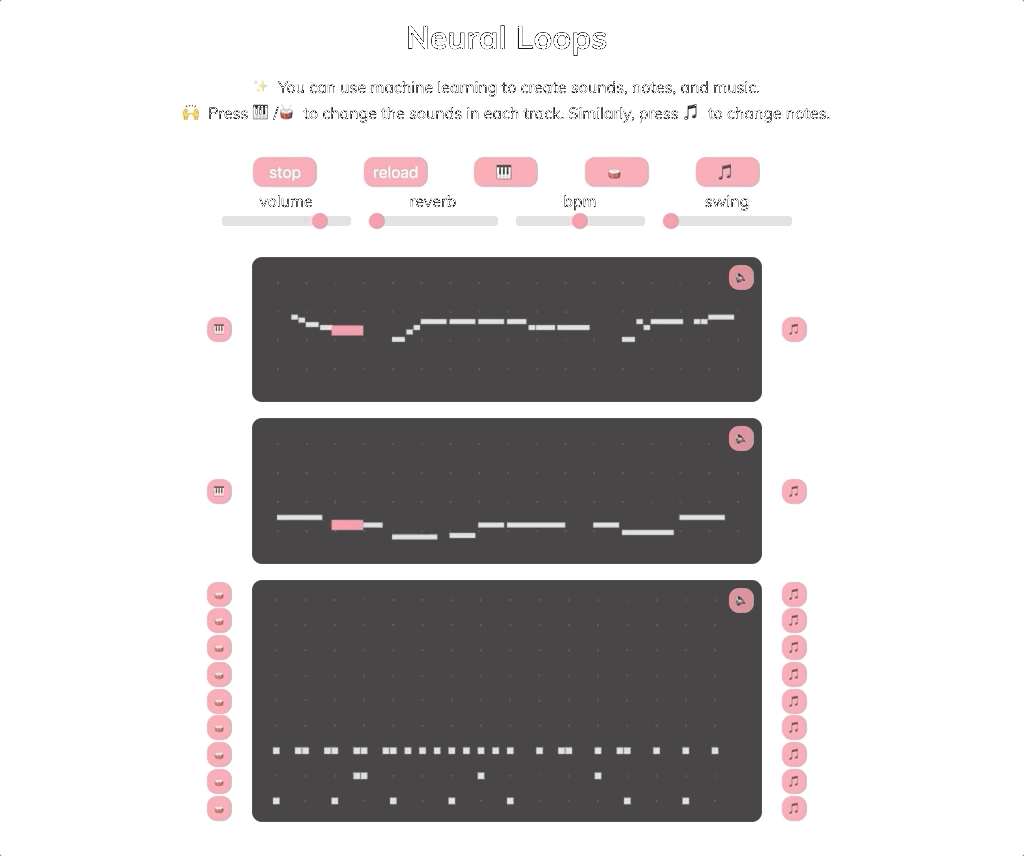 Neural Loops
✨ You can use machine learning to create sounds, notes, and music.
🙌 Press 🎹 /🥁 to change the sounds in each track. Similarly, press 🎵 to change notes.
stop reload
volume reverb bpm swing